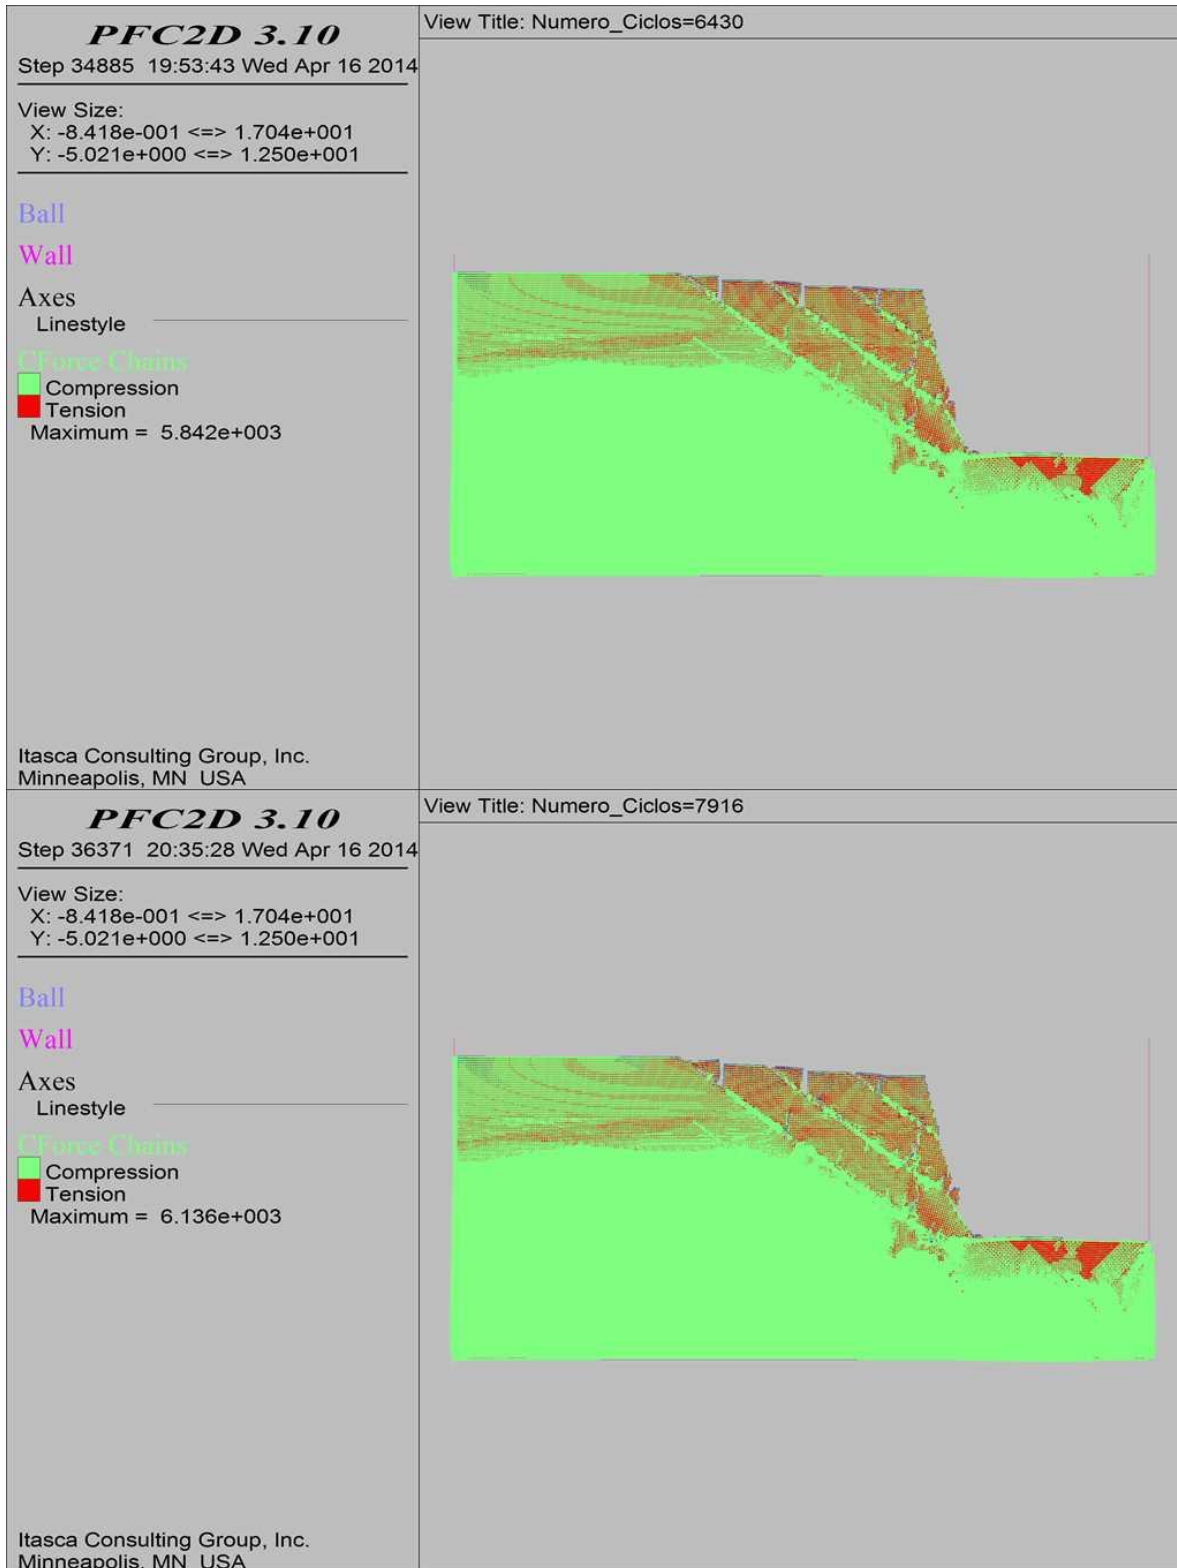 PFC2D 3.10
Step 34885 19:53:43 Wed Apr 16 2014
View Size:
X: -8.418e-001 <=> 1.704e+001
Y: -5.021e+000 <=> 1.250e+001
Ball
Wall
Axes
Linestyle
CForce Chains
Compression
Tension
Maximum = 5.842e+003
Itasca Consulting Group, Inc.
Minneapolis, MN USA
View Title: Numero_Ciclos=6430
PFC2D 3.10
Step 36371 20:35:28 Wed Apr 16 2014
View Size:
X: -8.418e-001 <=> 1.704e+001
Y: -5.021e+000 <=> 1.250e+001
Ball
Wall
Axes
Linestyle
CForce Chains
Compression
Tension
Maximum = 6.136e+003
Itasca Consulting Group, Inc.
Minneapolis, MN USA
View Title: Numero_Ciclos=7916